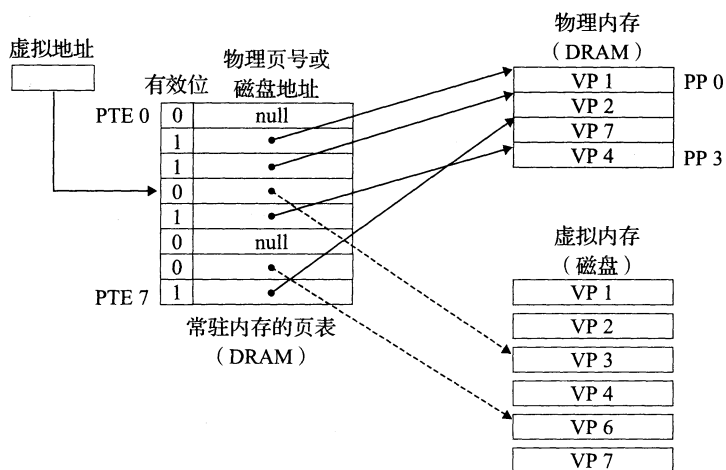 虚拟地址
物理页号或
磁盘地址
有效位
PTE 0
0
null
1
1
0
1
0
null
0
PTE 7
1
常驻内存的页表
（DRAM）
物理内存
（DRAM）
VP 1
PP 0
VP 2
VP 7
VP 4
PP 3
虚拟内存
（磁盘）
VP 1
VP 2
VP 3
VP 4
VP 6
VP 7